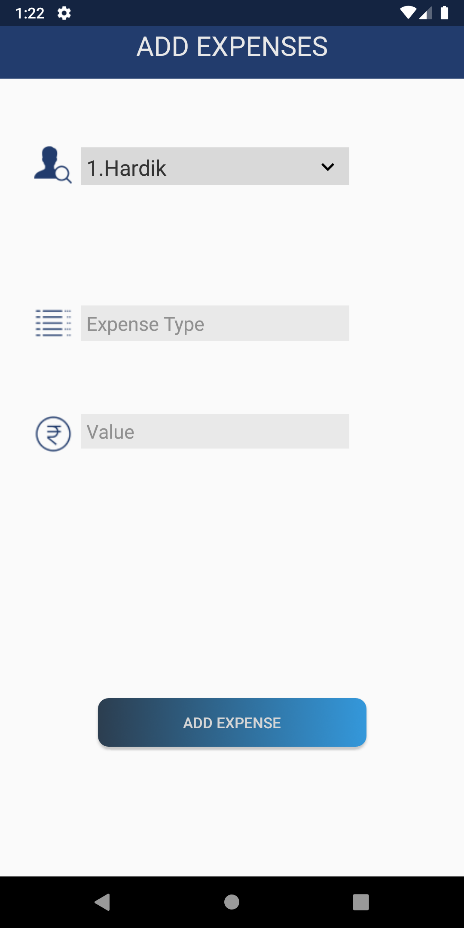 1:22
ADD EXPENSES
1.Hardik
Expense Type
₹
Value
ADD EXPENSE